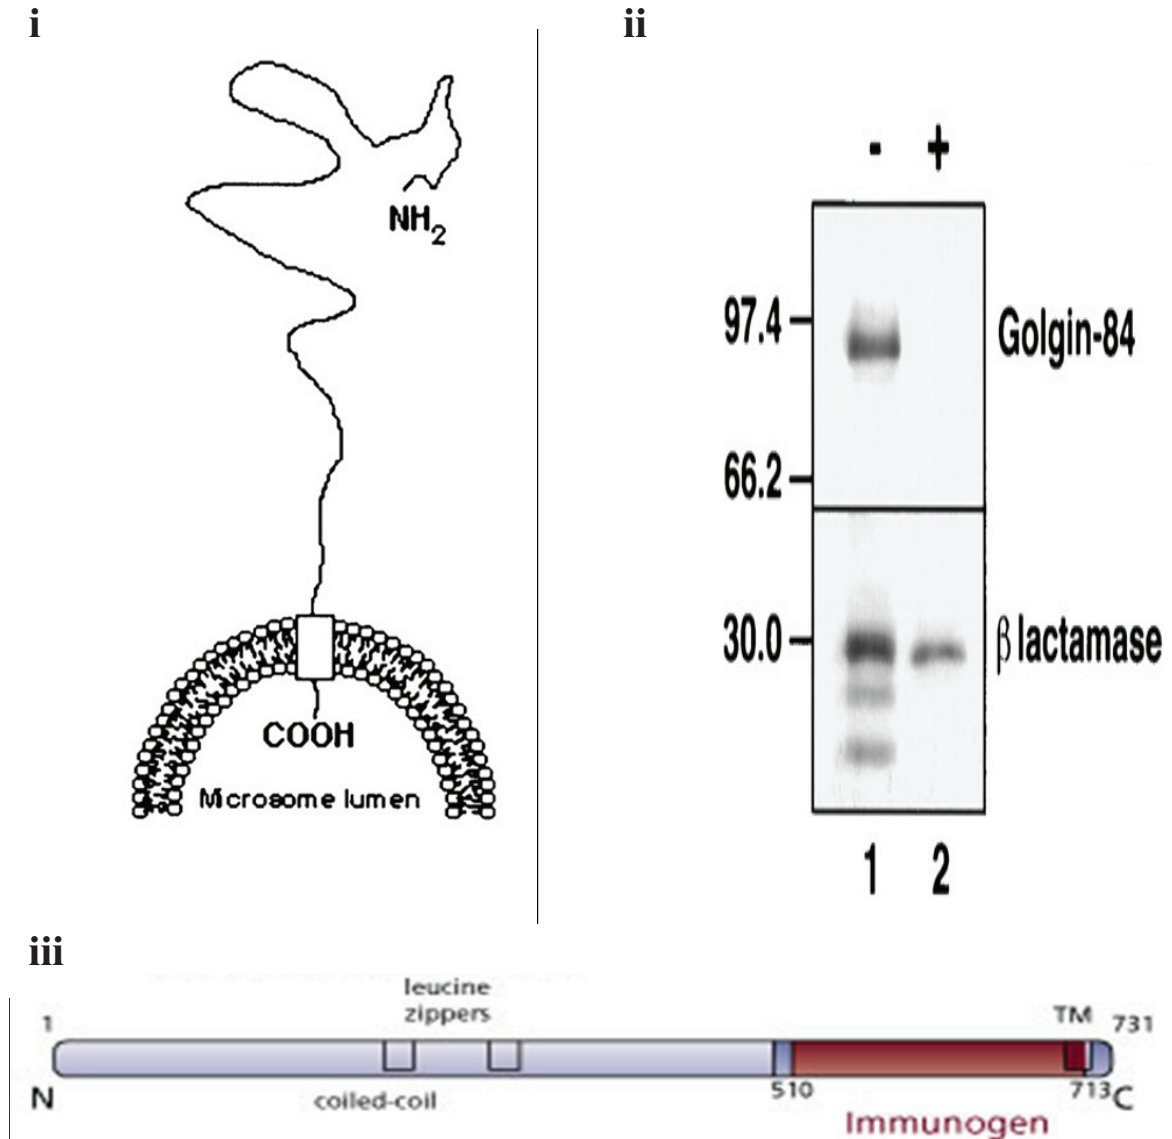 i
NH2
COOH
Microsome lumen
ii
- +
97.4
Golgin-84
66.2
30.0
β lactamase
1 2
iii
leucine
zippers
TM
1
731
N
coiled-coil
510
713
C
Immunogen